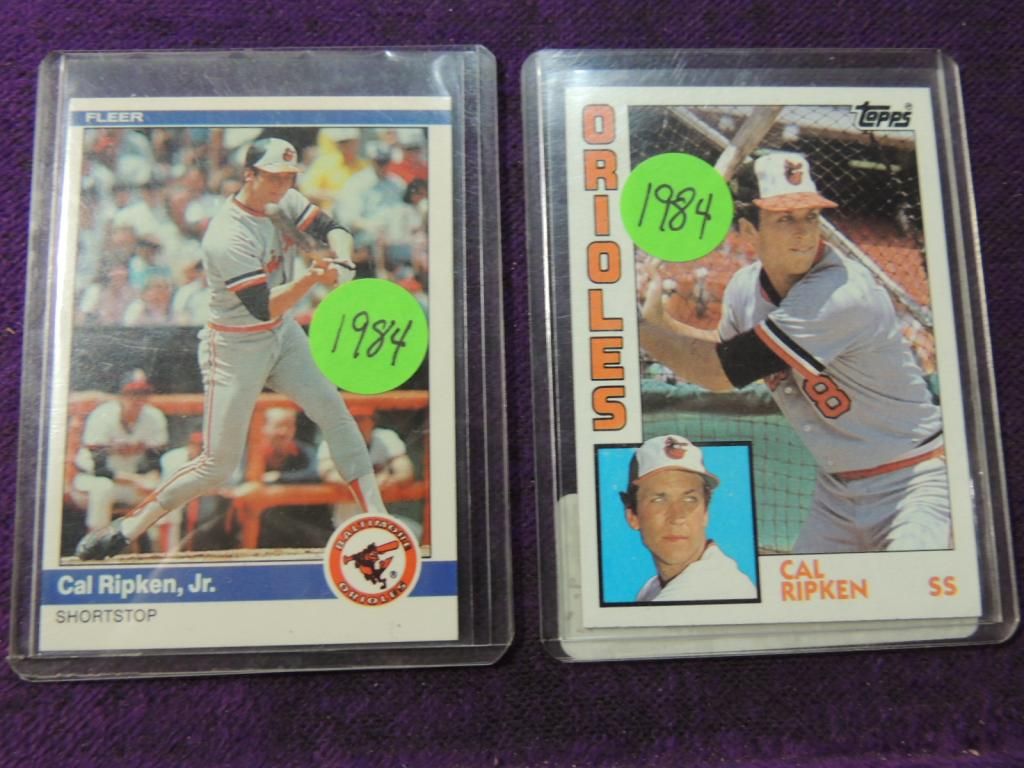 FLEER
1984
BALTIMORE
ORIOLES
®
Cal Ripken, Jr.
SHORTSTOP
topps®
ORIOLES
1984
8
CAL
RIPKEN
SS